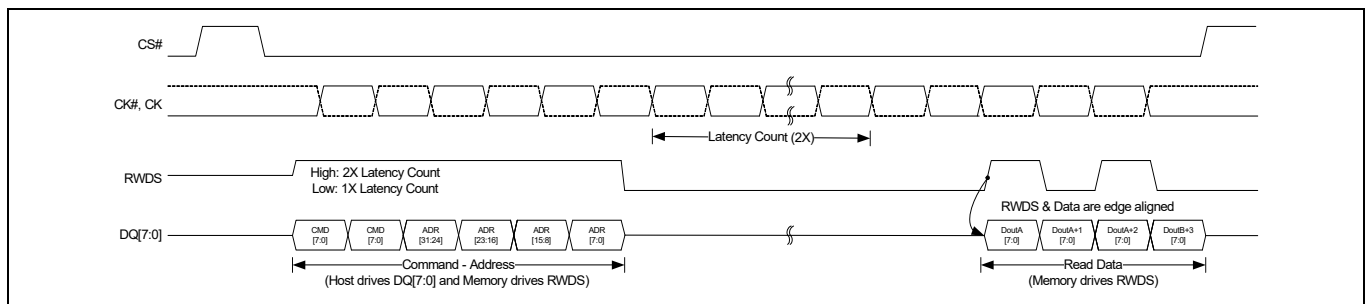 CS#
CK#, CK
Latency Count (2X)
RWDS
High: 2X Latency Count
Low: 1X Latency Count
RWDS & Data are edge aligned
DQ[7:0]
CMD [7:0]
CMD [7:0]
ADR [31:24]
ADR [23:16]
ADR [15:8]
ADR [7:0]
DoutA [7:0]
DoutA+1 [7:0]
DoutA+2 [7:0]
DoutB+3 [7:0]
Command - Address
(Host drives DQ[7:0] and Memory drives RWDS)
Read Data
(Memory drives RWDS)